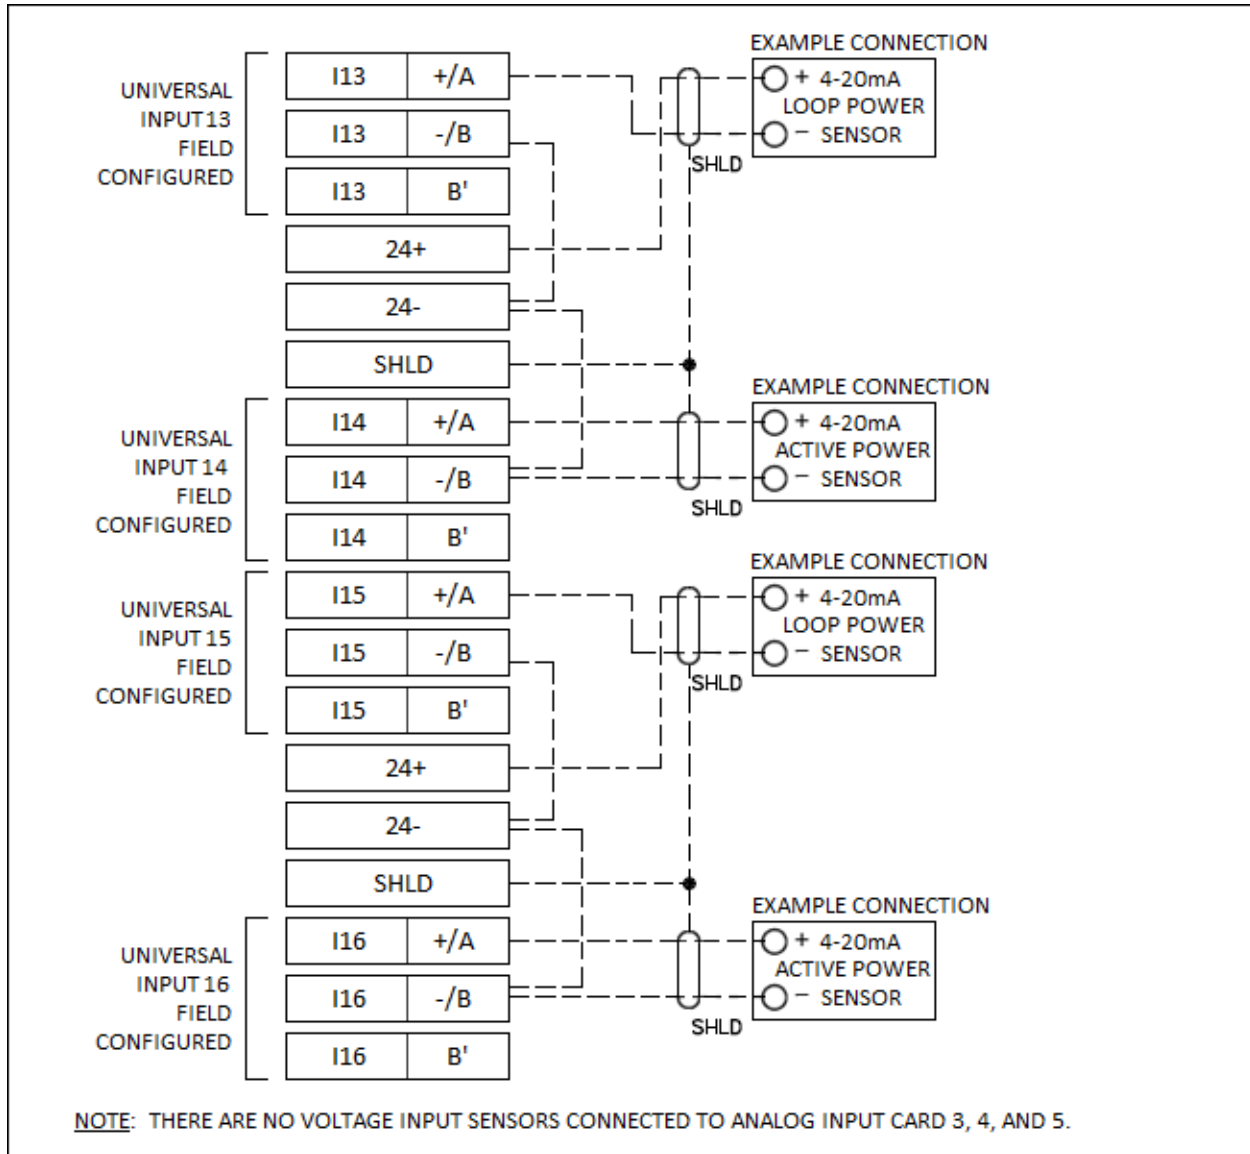 EXAMPLE CONNECTION
UNIVERSAL
INPUT 13
FIELD
CONFIGURED
I13 +/A
I13 -/B
I13 B'
+ 4-20mA
LOOP POWER
− SENSOR
SHLD
24+
24-
SHLD
EXAMPLE CONNECTION
UNIVERSAL
INPUT 14
FIELD
CONFIGURED
I14 +/A
I14 -/B
I14 B'
+ 4-20mA
ACTIVE POWER
− SENSOR
SHLD
EXAMPLE CONNECTION
UNIVERSAL
INPUT 15
FIELD
CONFIGURED
I15 +/A
I15 -/B
I15 B'
+ 4-20mA
LOOP POWER
− SENSOR
SHLD
24+
24-
SHLD
EXAMPLE CONNECTION
UNIVERSAL
INPUT 16
FIELD
CONFIGURED
I16 +/A
I16 -/B
I16 B'
+ 4-20mA
ACTIVE POWER
− SENSOR
SHLD
NOTE: THERE ARE NO VOLTAGE INPUT SENSORS CONNECTED TO ANALOG INPUT CARD 3, 4, AND 5.